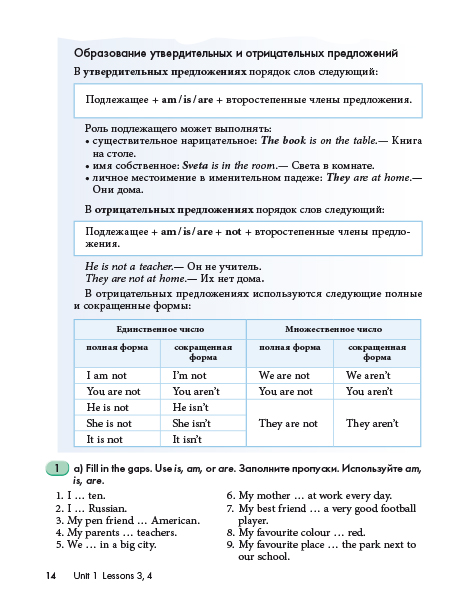 Образование утвердительных и отрицательных предложений
В утвердительных предложениях порядок слов следующий:
Подлежащее + am / is / are + второстепенные члены предложения.
Роль подлежащего может выполнять:
• существительное нарицательное: The book is on the table.— Книга
на столе.
• имя собственное: Sveta is in the room.— Света в комнате.
• личное местоимение в именительном падеже: They are at home.—
Они дома.
В отрицательных предложениях порядок слов следующий:
Подлежащее + am / is / are + not + второстепенные члены предло-
жения.
He is not a teacher.— Он не учитель.
They are not at home.— Их нет дома.
В отрицательных предложениях используются следующие полные
и сокращенные формы:
Единственное число Множественное число
полная форма сокращенная форма полная форма сокращенная форма
I am not I'm not We are not We aren't
You are not You aren't You are not You aren't
He is not He isn't
She is not She isn't They are not They aren't
It is not It isn't
1 a) Fill in the gaps. Use is, am, or are. Заполните пропуски. Используйте am,
is, are.
1. I … ten.
2. I … Russian.
3. My pen friend … American.
4. My parents … teachers.
5. We … in a big city.
6. My mother … at work every day.
7. My best friend … a very good football
player.
8. My favourite colour … red.
9. My favourite place … the park next to
our school.
14 Unit 1 Lessons 3, 4